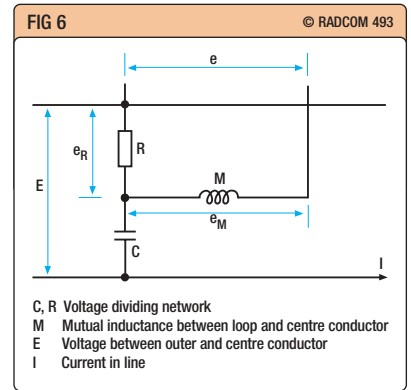 FIG 6 © RADCOM 493
e
R
eR
M
E
eM
C
I
C, R Voltage dividing network
M Mutual inductance between loop and centre conductor
E Voltage between outer and centre conductor
I Current in line